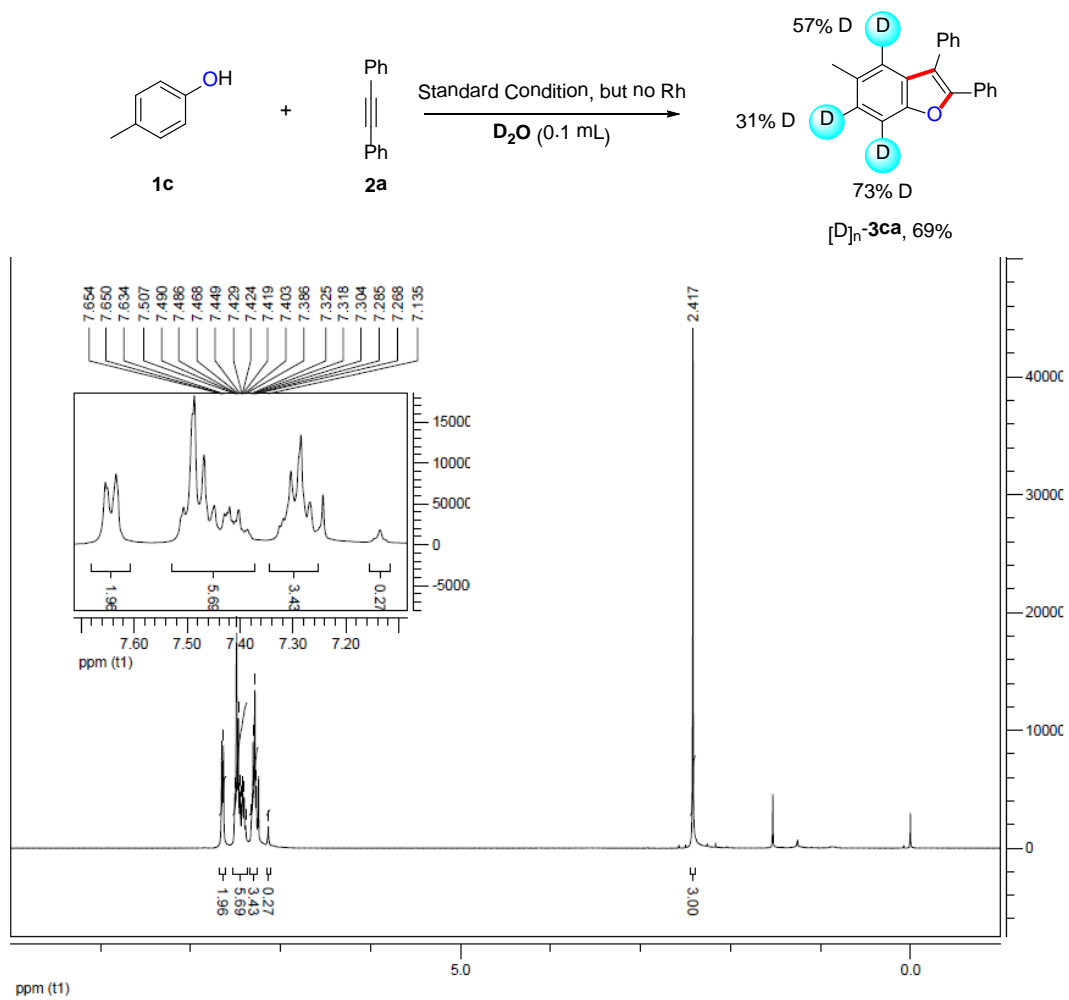 57% D
D
Ph
Ph
O
31% D
D
D
73% D
[D]n-3ca, 69%
OH
1c
+
Ph
Ph
2a
Standard Condition, but no Rh
D2O (0.1 mL)
7.654
7.650
7.634
7.507
7.490
7.486
7.468
7.449
7.429
7.424
7.419
7.403
7.386
7.325
7.318
7.304
7.285
7.268
7.135
2.417
15000
10000
5000
0
-5000
1.96
5.69
3.43
0.27
7.60
7.50
7.40
7.30
7.20
ppm (t1)
40000
30000
20000
10000
0
1.96
5.69
3.43
0.27
3.00
5.0
0.0
ppm (t1)